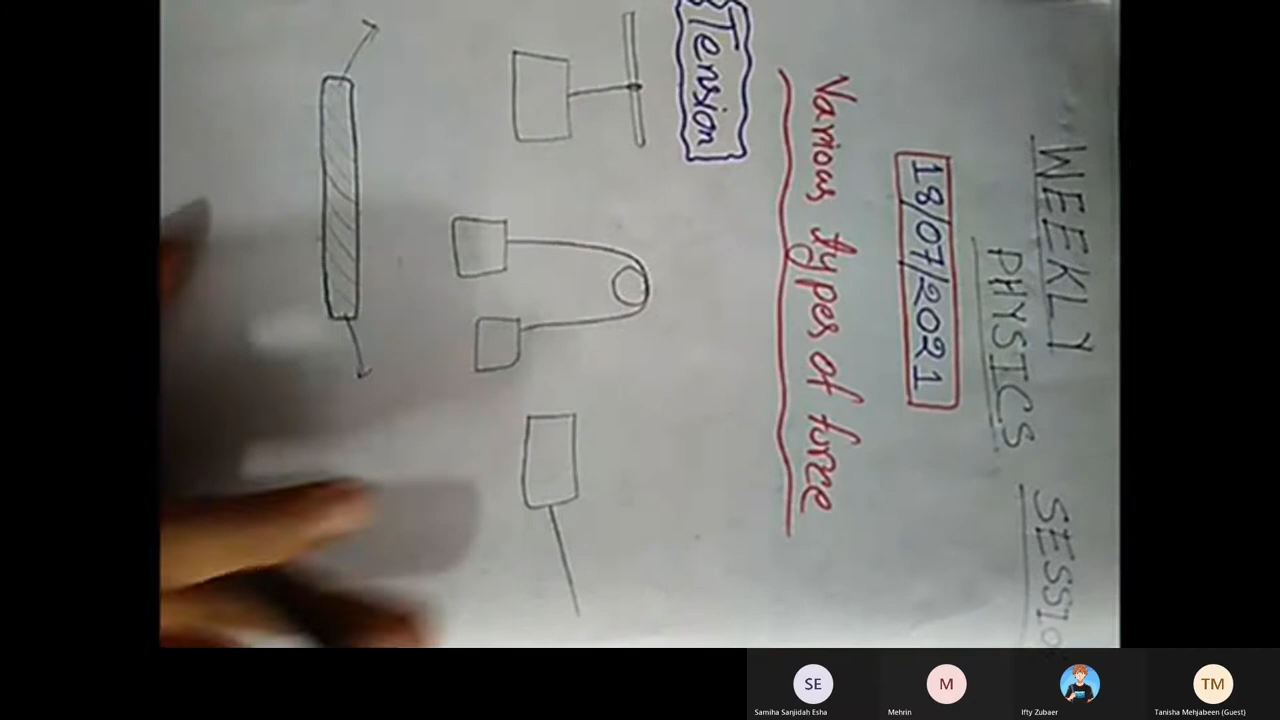 WEEKLY
PHYSICS
SESSIO
18/07/2021
Various types of force
Tension
SE
M
TM
Samiha Sanjidah Esha
Mehrin
Ifty Zubaer
Tanisha Mehjabeen (Guest)